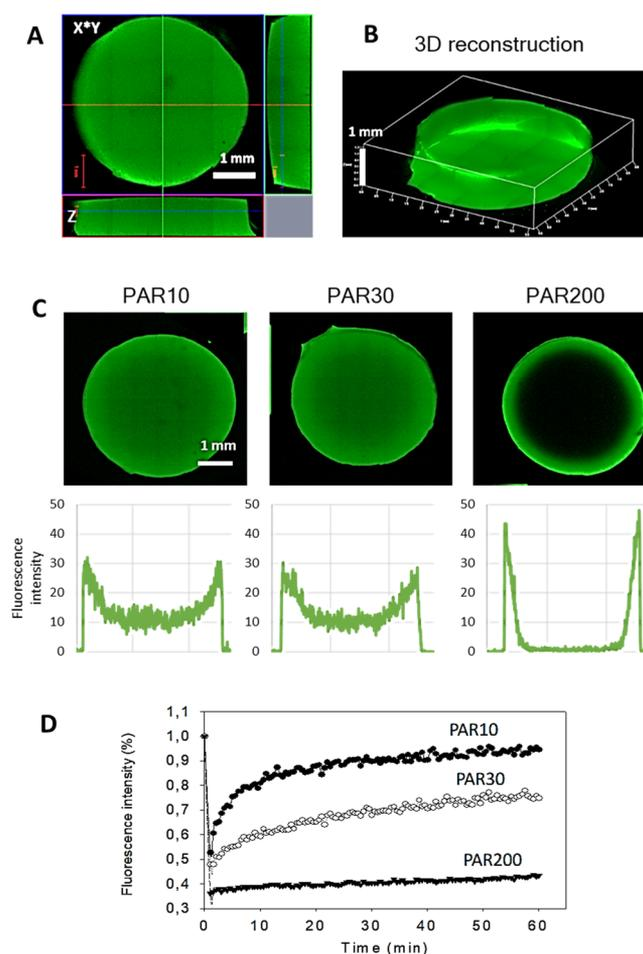 A
X*Y
1 mm
Z
B
3D reconstruction
1 mm
C
PAR10
PAR30
PAR200
1 mm
Fluorescence
intensity
50
40
30
20
10
0
50
40
30
20
10
0
50
40
30
20
10
0
D
Fluorescence intensity (%)
1,1
1,0
0,9
0,8
0,7
0,6
0,5
0,4
0,3
PAR10
PAR30
PAR200
0
10
20
30
40
50
60
Time (min)